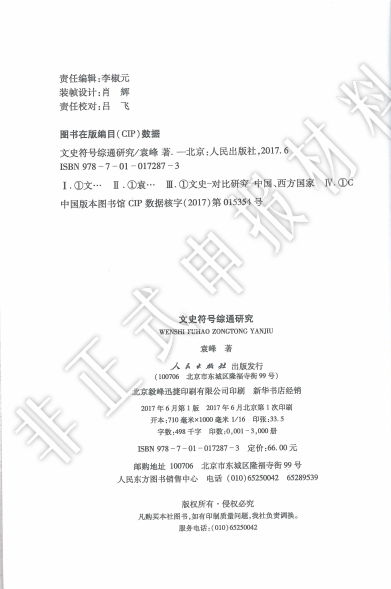 责任编辑：李椒元
装帧设计：肖　辉
责任校对：吕　飞
图书在版编目(CIP)数据
文史符号综通研究/袁峰 著. —北京：人民出版社，2017.6
ISBN 978－7－01－017287－3
Ⅰ.①文…　Ⅱ.①袁…　Ⅲ.①文史－对比研究－中国、西方国家　Ⅳ.①C
中国版本图书馆 CIP 数据核字(2017)第 015354 号
文史符号综通研究
WENSHI FUHAO ZONGTONG YANJIU
袁峰　著
人民出版社 出版发行
(100706　北京市东城区隆福寺街 99 号)
北京毅峰迅捷印刷有限公司印刷　新华书店经销
2017 年 6 月第 1 版　2017 年 6 月北京第 1 次印刷
开本：710 毫米×1000 毫米 1/16　印张：33.5
字数：498 千字　印数：0,001－3,000 册
ISBN 978－7－01－017287－3　定价：66.00 元
邮购地址 100706　北京市东城区隆福寺街 99 号
人民东方图书销售中心　电话 (010)65250042　65289539
版权所有·侵权必究
凡购买本社图书，如有印制质量问题，我社负责调换。
服务电话：(010)65250042
非正式申报材料